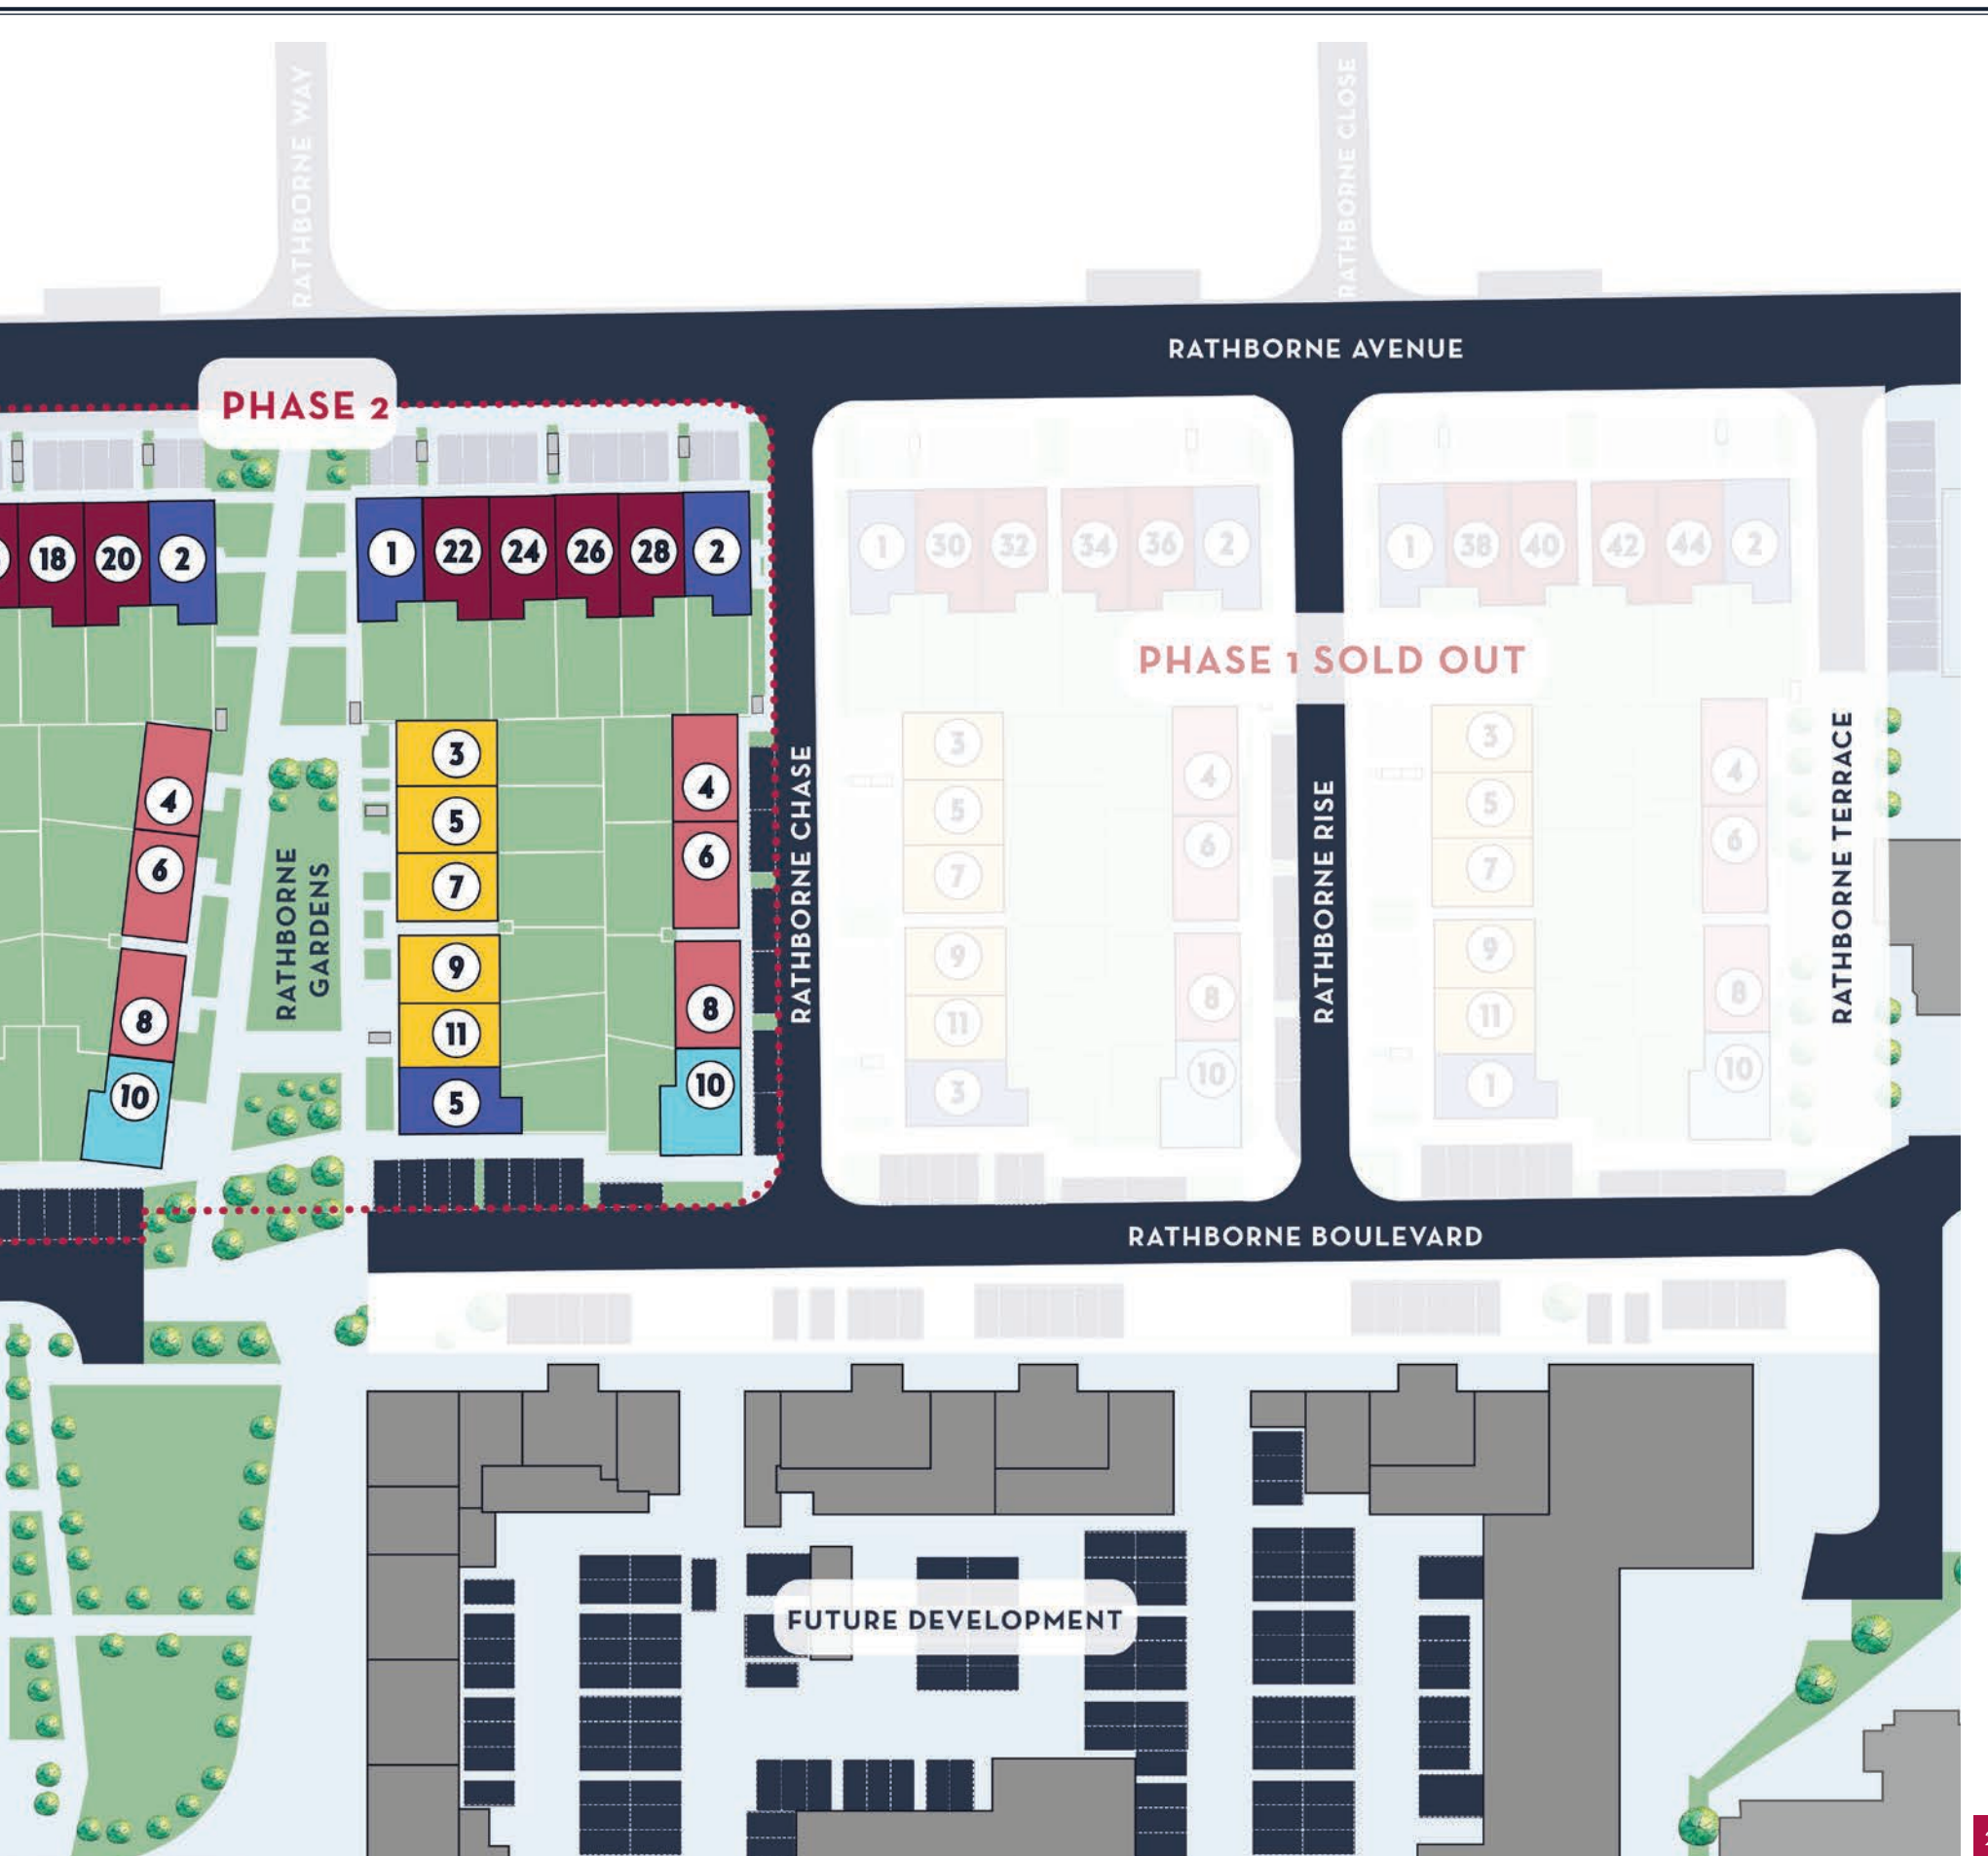 RATHBORNE WAY
RATHBORNE CLOSE
RATHBORNE AVENUE
PHASE 2
18 20 2
1 22 24 26 28 2
1 30 32 34 36 2
1 38 40 42 44 2
PHASE 1 SOLD OUT
4
6
8
10
RATHBORNE
GARDENS
3
5
7
9
11
5
4
6
8
10
RATHBORNE CHASE
3
5
7
9
11
3
4
6
8
10
RATHBORNE RISE
3
5
7
9
11
1
4
6
8
10
RATHBORNE TERRACE
RATHBORNE BOULEVARD
FUTURE DEVELOPMENT